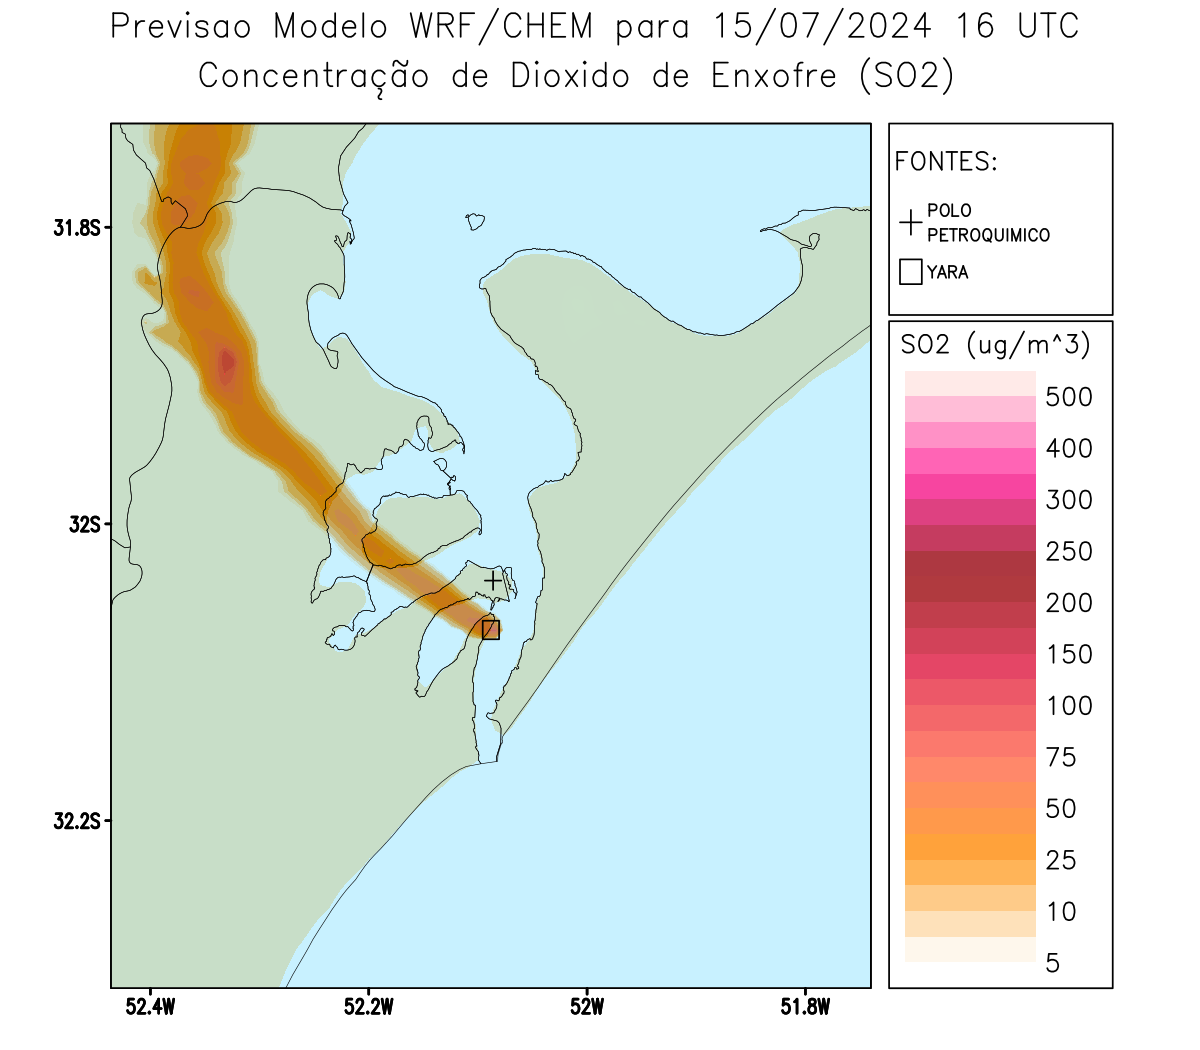 Previsao Modelo WRF/CHEM para 15/07/2024 16 UTC
Concentração de Dioxido de Enxofre (SO2)
FONTES:
POLO
PETROQUIMICO
YARA
31.8S
32S
32.2S
52.4W
52.2W
52W
51.8W
SO2 (ug/m^3)
500
400
300
250
200
150
100
75
50
25
10
5